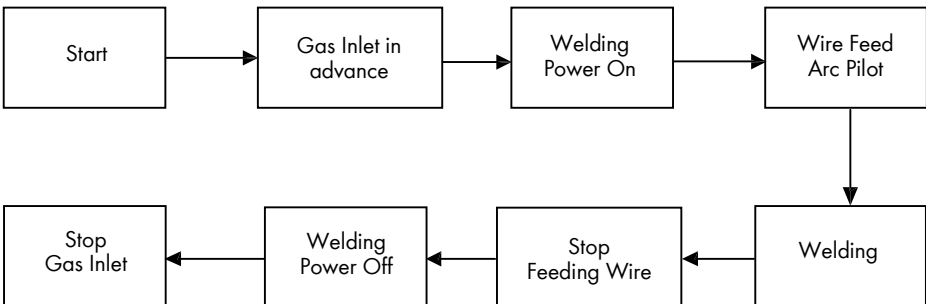 Start
Gas Inlet in
advance
Welding
Power On
Wire Feed
Arc Pilot
Welding
Stop
Feeding Wire
Welding
Power Off
Stop
Gas Inlet